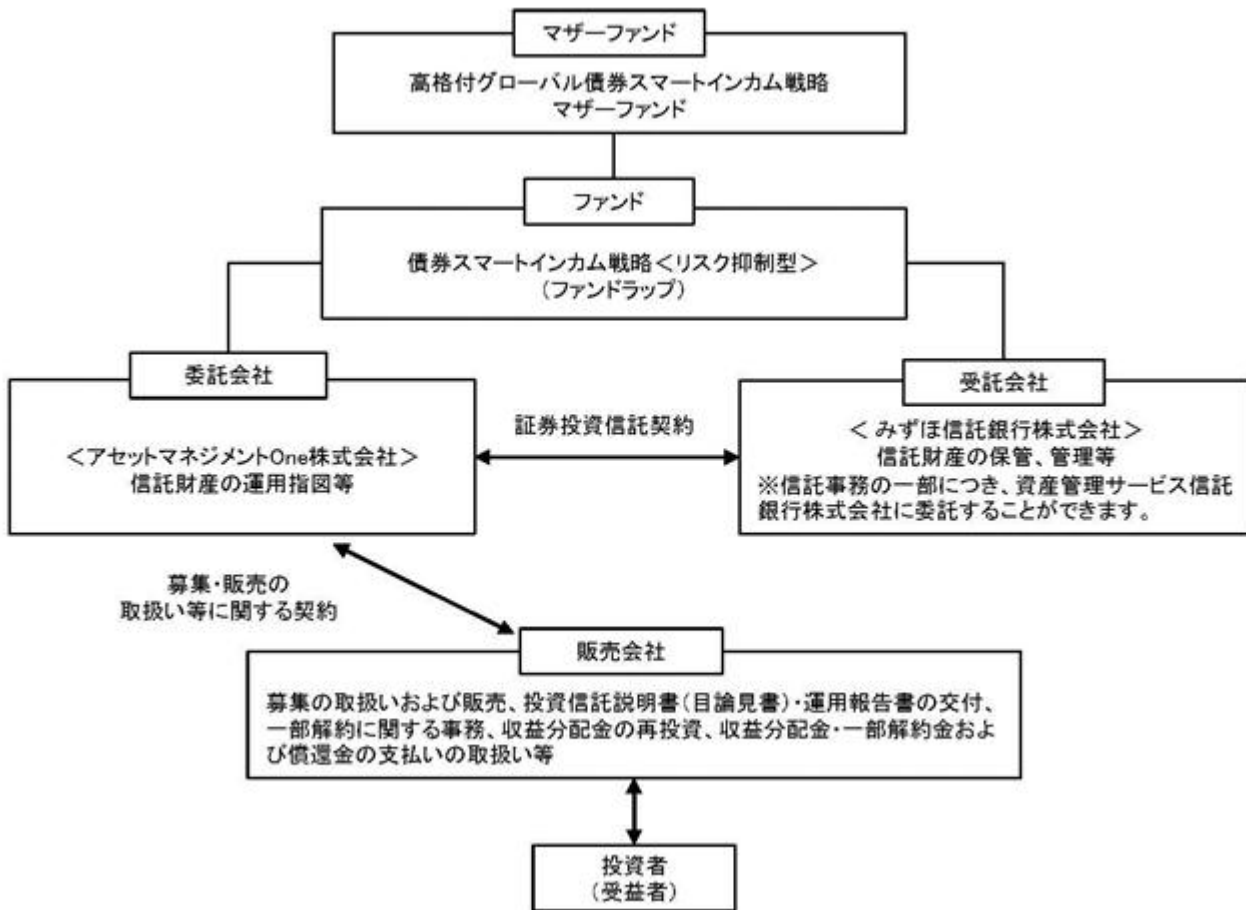 マザーファンド
高格付グローバル債券スマートインカム戦略
マザーファンド
ファンド
債券スマートインカム戦略<リスク抑制型>
(ファンドラップ)
委託会社
<アセットマネジメントOne株式会社>
信託財産の運用指図等
証券投資信託契約
受託会社
< みずほ信託銀行株式会社>
信託財産の保管、管理等
※信託事務の一部につき、資産管理サービス信託
銀行株式会社に委託することができます。
募集・販売の
取扱い等に関する契約
販売会社
募集の取扱いおよび販売、投資信託説明書(目論見書)・運用報告書の交付、
一部解約に関する事務、収益分配金の再投資、収益分配金・一部解約金およ
び償還金の支払いの取扱い等
投資者
(受益者)